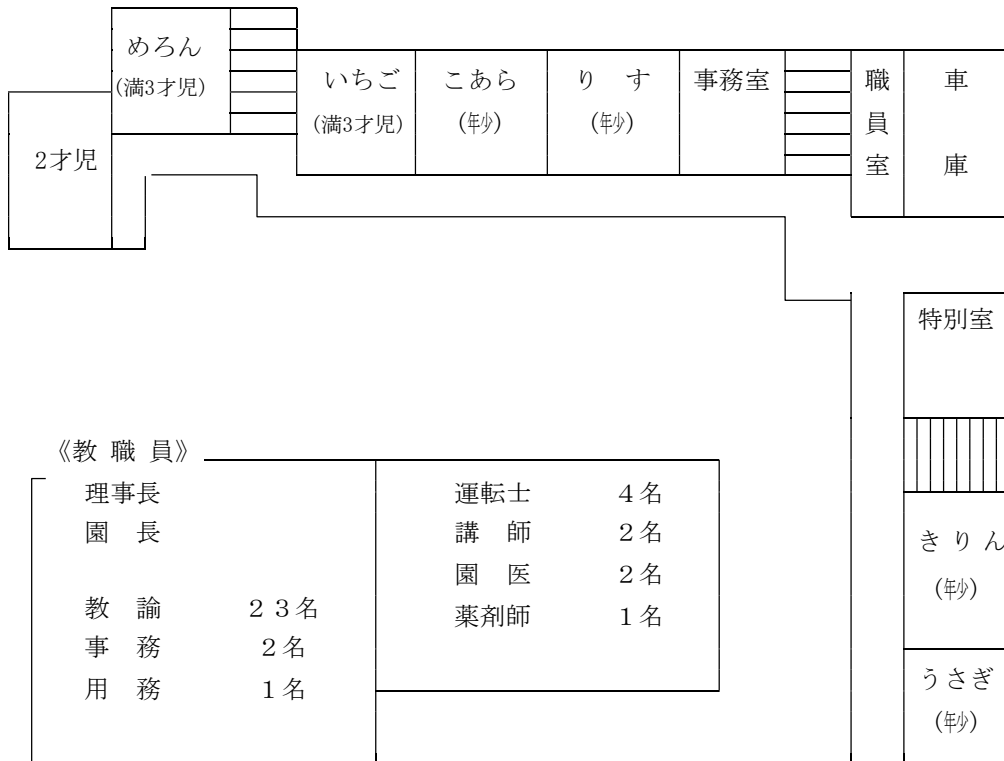 めろん
(満3才児)
2才児
いちご
(満3才児)
こあら
(年少)
り す
(年少)
事務室
職員室
車庫
特別室
きりん
(年少)
うさぎ
(年少)
《教 職 員》
理事長
園 長
教 諭 23名
事 務 2名
用 務 1名
運転士 4名
講 師 2名
園 医 2名
薬剤師 1名